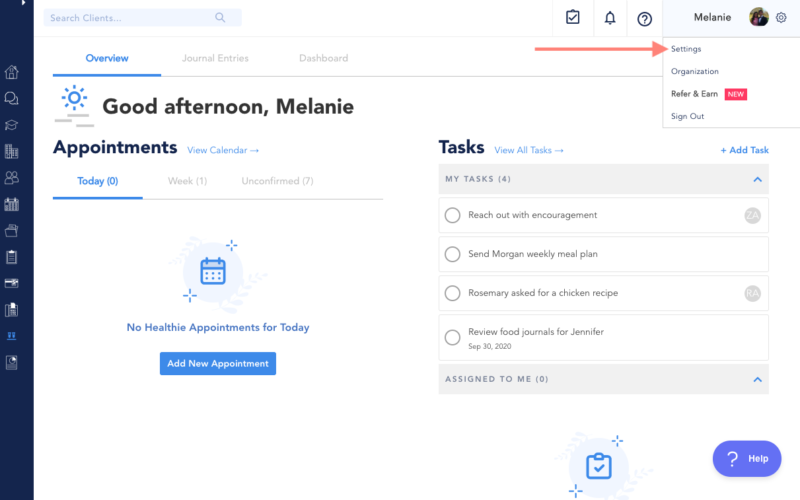 Search Clients...
Melanie
Settings
Organization
Refer & Earn NEW
Sign Out
Overview
Journal Entries
Dashboard
Good afternoon, Melanie
Appointments
View Calendar →
Today (0)
Week (1)
Unconfirmed (7)
No Healthie Appointments for Today
Add New Appointment
Tasks
View All Tasks →
+ Add Task
MY TASKS (4)
Reach out with encouragement
ZA
Send Morgan weekly meal plan
Rosemary asked for a chicken recipe
RA
Review food journals for Jennifer
Sep 30, 2020
ASSIGNED TO ME (0)
? Help